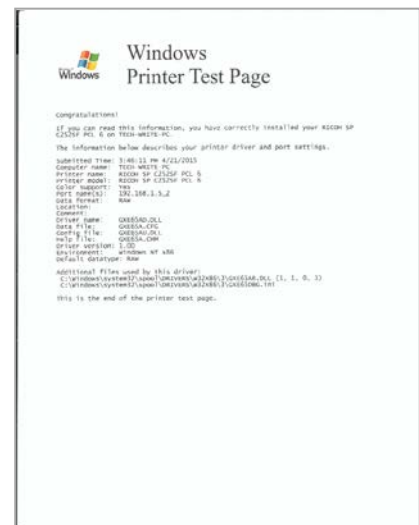 Windows
Windows
Printer Test Page
Congratulations!
If you can read this information, you have correctly installed your RICOH SP
C252SF PCL 6 on TECH-WRITE-PC.
The information below describes your printer driver and port settings.
Submitted Time: 3:46:11 PM 4/21/2015
Computer name: TECH-WRITE-PC
Printer name: RICOH SP C252SF PCL 6
Printer model: RICOH SP C252SF PCL 6
Color support: Yes
Port name(s): 192.168.1.5_2
Data format: RAW
Location:
Comment:
Driver name:
Data file:
Config file:
Help file:
Driver version: 1.00
Environment: Windows NT x86
Default datatype: RAW
Additional files used by this driver:
This is the end of the printer test page.